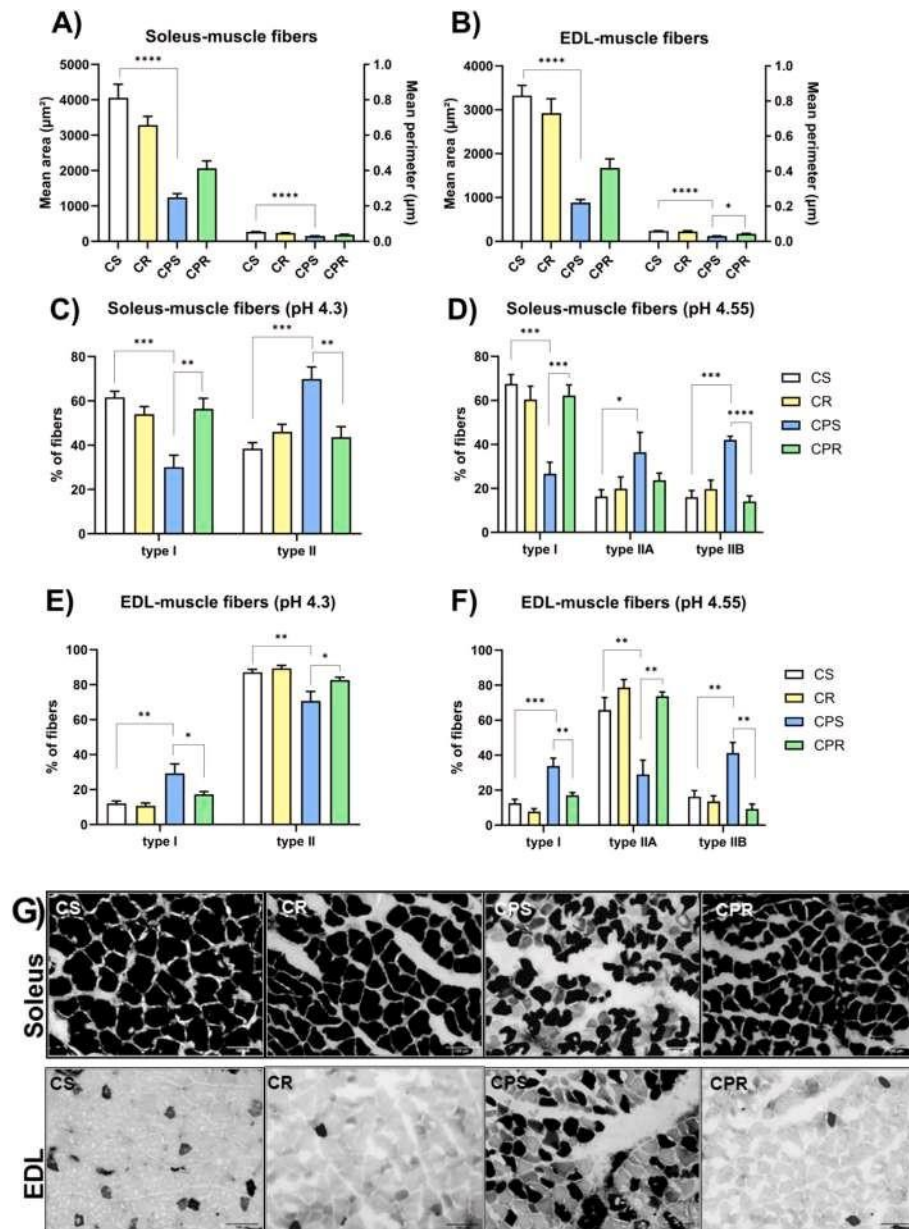 A) Soleus-muscle fibers
5000
4000
3000
2000
1000
0
Mean area (µm²)
****
****
1.0
0.8
0.6
0.4
0.2
0.0
Mean perimeter (µm)
CS CR CPS CPR CS CR CPS CPR
B) EDL-muscle fibers
4000
3000
2000
1000
0
Mean area (µm²)
****
****
*
1.0
0.8
0.6
0.4
0.2
0.0
Mean perimeter (µm)
CS CR CPS CPR CS CR CPS CPR
C) Soleus-muscle fibers (pH 4.3)
80
60
40
20
0
% of fibers
***
**
***
**
type I type II
D) Soleus-muscle fibers (pH 4.55)
80
60
40
20
0
% of fibers
***
***
*
***
****
type I type IIA type IIB
CS
CR
CPS
CPR
E) EDL-muscle fibers (pH 4.3)
100
80
60
40
20
0
% of fibers
**
*
**
*
type I type II
F) EDL-muscle fibers (pH 4.55)
100
80
60
40
20
0
% of fibers
***
**
**
**
**
**
type I type IIA type IIB
CS
CR
CPS
CPR
G)
Soleus
CS CR CPS CPR
EDL
CS CR CPS CPR